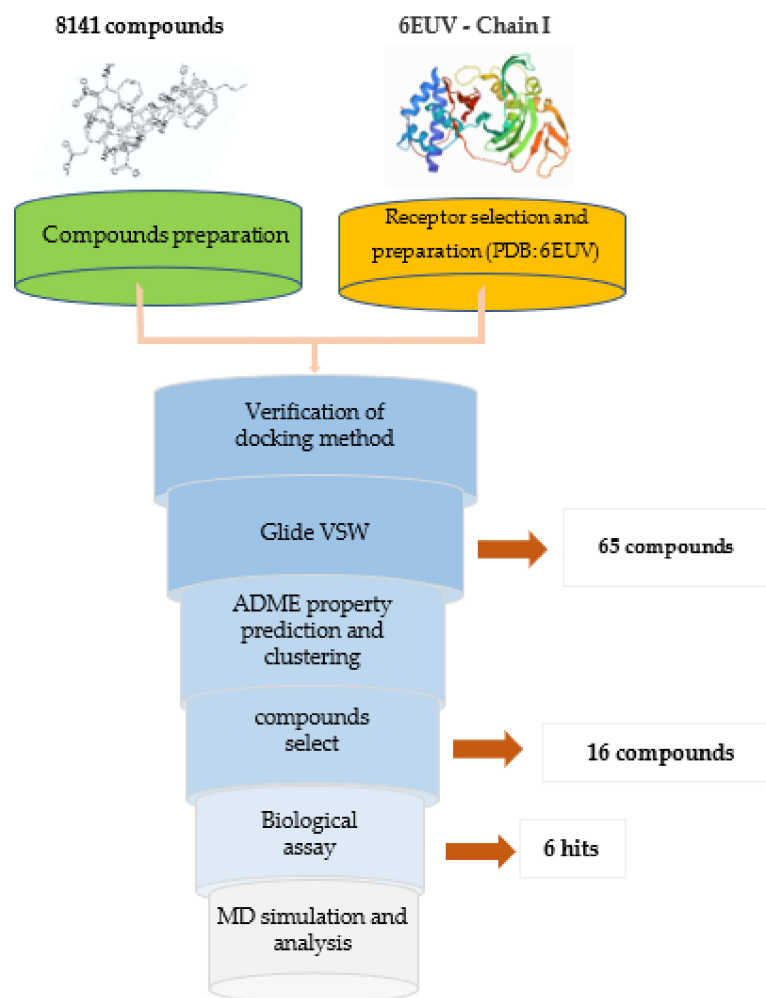 8141 compounds
6EUV - Chain I
Compounds preparation
Receptor selection and
preparation (PDB: 6EUV)
Verification of
docking method
Glide VSW
65 compounds
ADME property
prediction and
clustering
compounds
select
16 compounds
Biological
assay
6 hits
MD simulation and
analysis